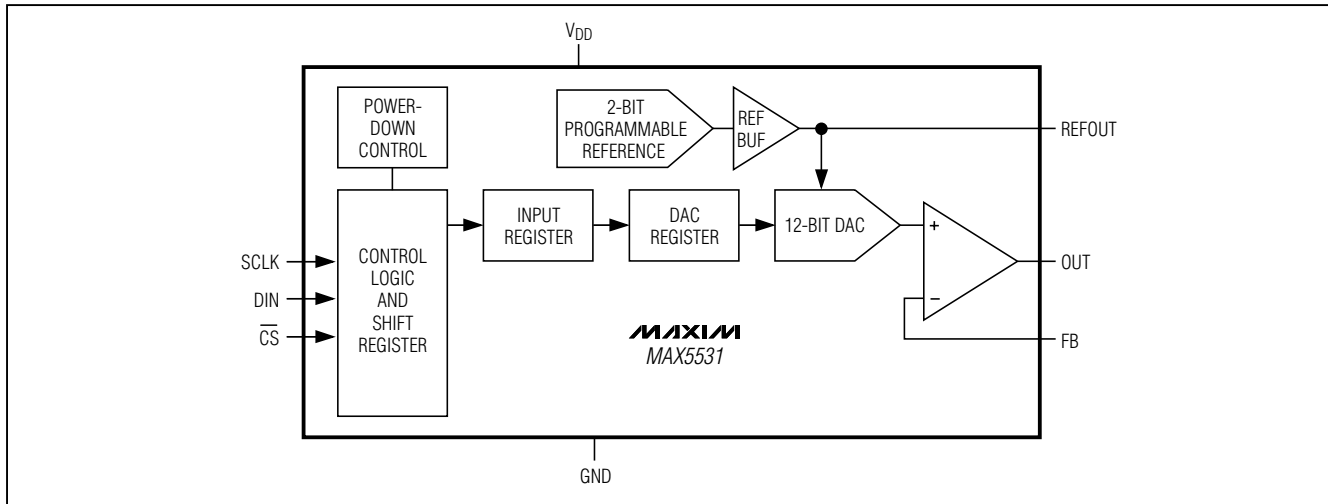 VDD
POWER-
DOWN
CONTROL
2-BIT
PROGRAMMABLE
REFERENCE
REF
BUF
REFOUT
CONTROL
LOGIC
AND
SHIFT
REGISTER
INPUT
REGISTER
DAC
REGISTER
12-BIT DAC
+
−
SCLK
DIN
CS
OUT
FB
MAXIM
MAX5531
GND